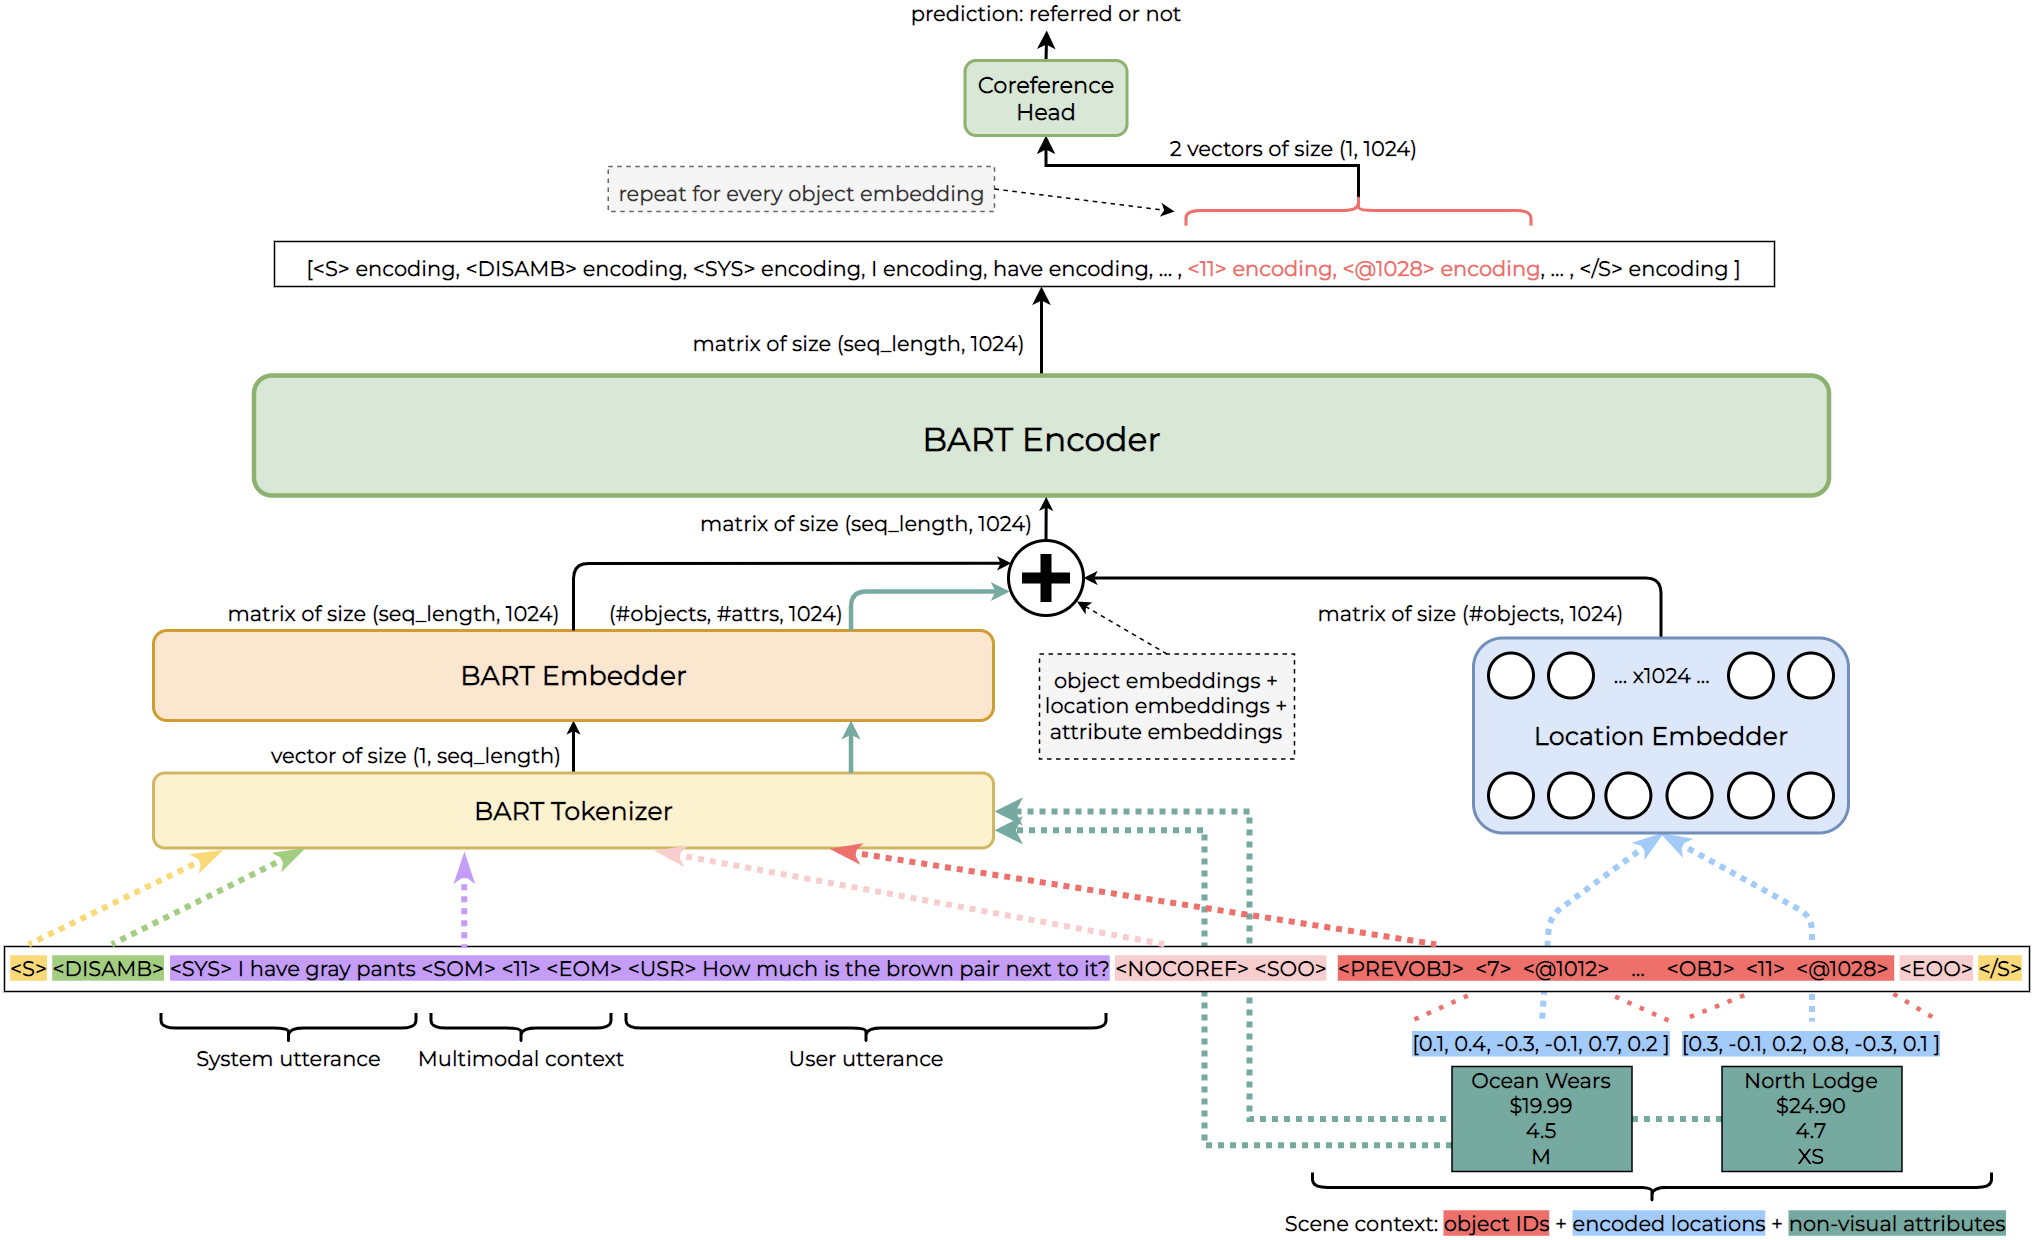 prediction: referred or not
Coreference
Head
2 vectors of size (1, 1024)
repeat for every object embedding
[<S> encoding, <DISAMB> encoding, <SYS> encoding, I encoding, have encoding, ... , <11> encoding, <@1028> encoding, ... , </S> encoding ]
matrix of size (seq_length, 1024)
BART Encoder
matrix of size (seq_length, 1024)
matrix of size (seq_length, 1024)
(#objects, #attrs, 1024)
matrix of size (#objects, 1024)
BART Embedder
object embeddings +
location embeddings +
attribute embeddings
... x1024 ...
Location Embedder
vector of size (1, seq_length)
BART Tokenizer
<S> <DISAMB> <SYS> I have gray pants <SOM> <11> <EOM> <USR> How much is the brown pair next to it? <NOCOREF> <SOO> <PREVOBJ> <7> <@1012> ... <OBJ> <11> <@1028> <EOO> </S>
System utterance
Multimodal context
User utterance
[0.1, 0.4, -0.3, -0.1, 0.7, 0.2 ]
[0.3, -0.1, 0.2, 0.8, -0.3, 0.1 ]
Ocean Wears
$19.99
4.5
M
North Lodge
$24.90
4.7
XS
Scene context: object IDs + encoded locations + non-visual attributes